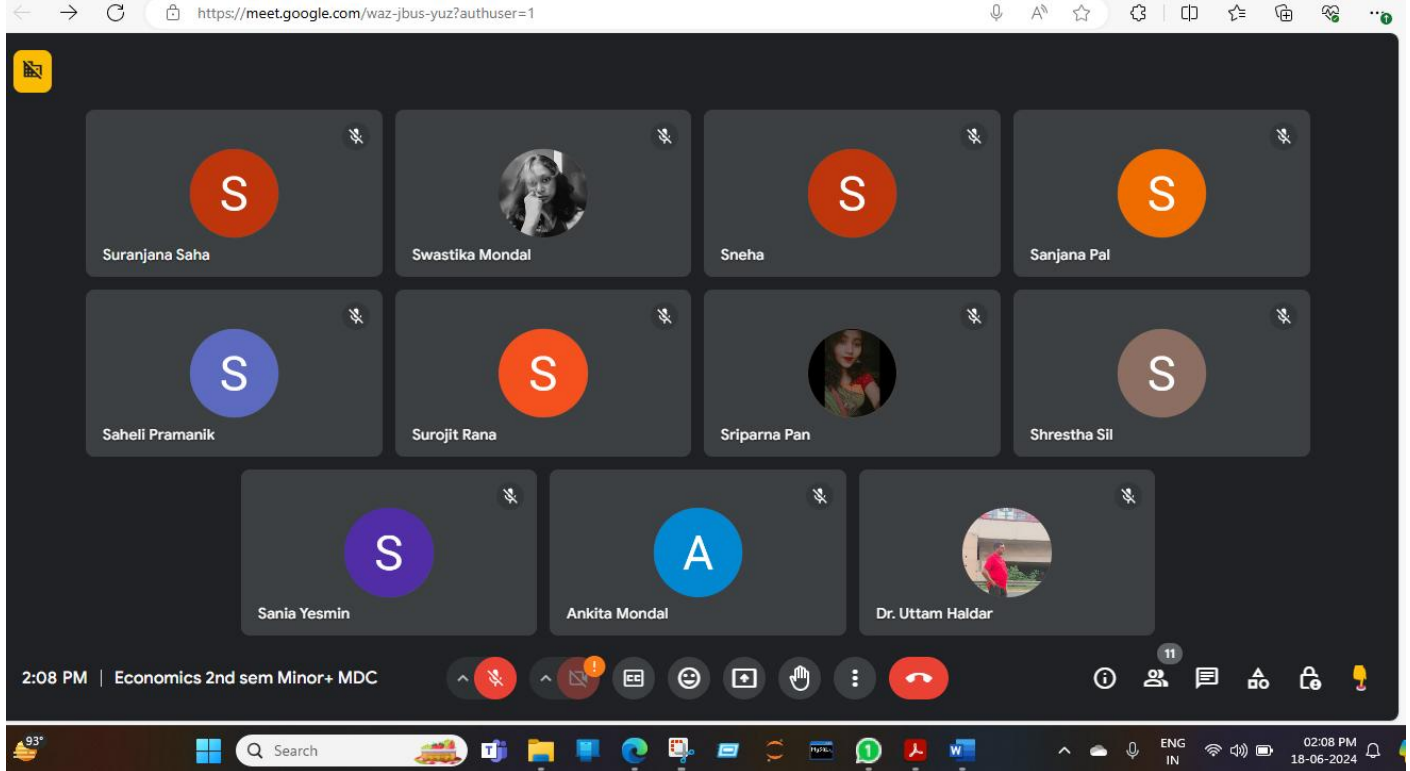 https://meet.google.com/waz-jbus-yuz?authuser=1
S
Suranjana Saha
Swastika Mondal
S
Sneha
S
Sanjana Pal
S
Saheli Pramanik
S
Surojit Rana
Sriparna Pan
S
Shrestha Sil
S
Sania Yesmin
A
Ankita Mondal
Dr. Uttam Haldar
2:08 PM | Economics 2nd sem Minor+ MDC
CC
11
93°
Search
ENG
IN
02:08 PM
18-06-2024